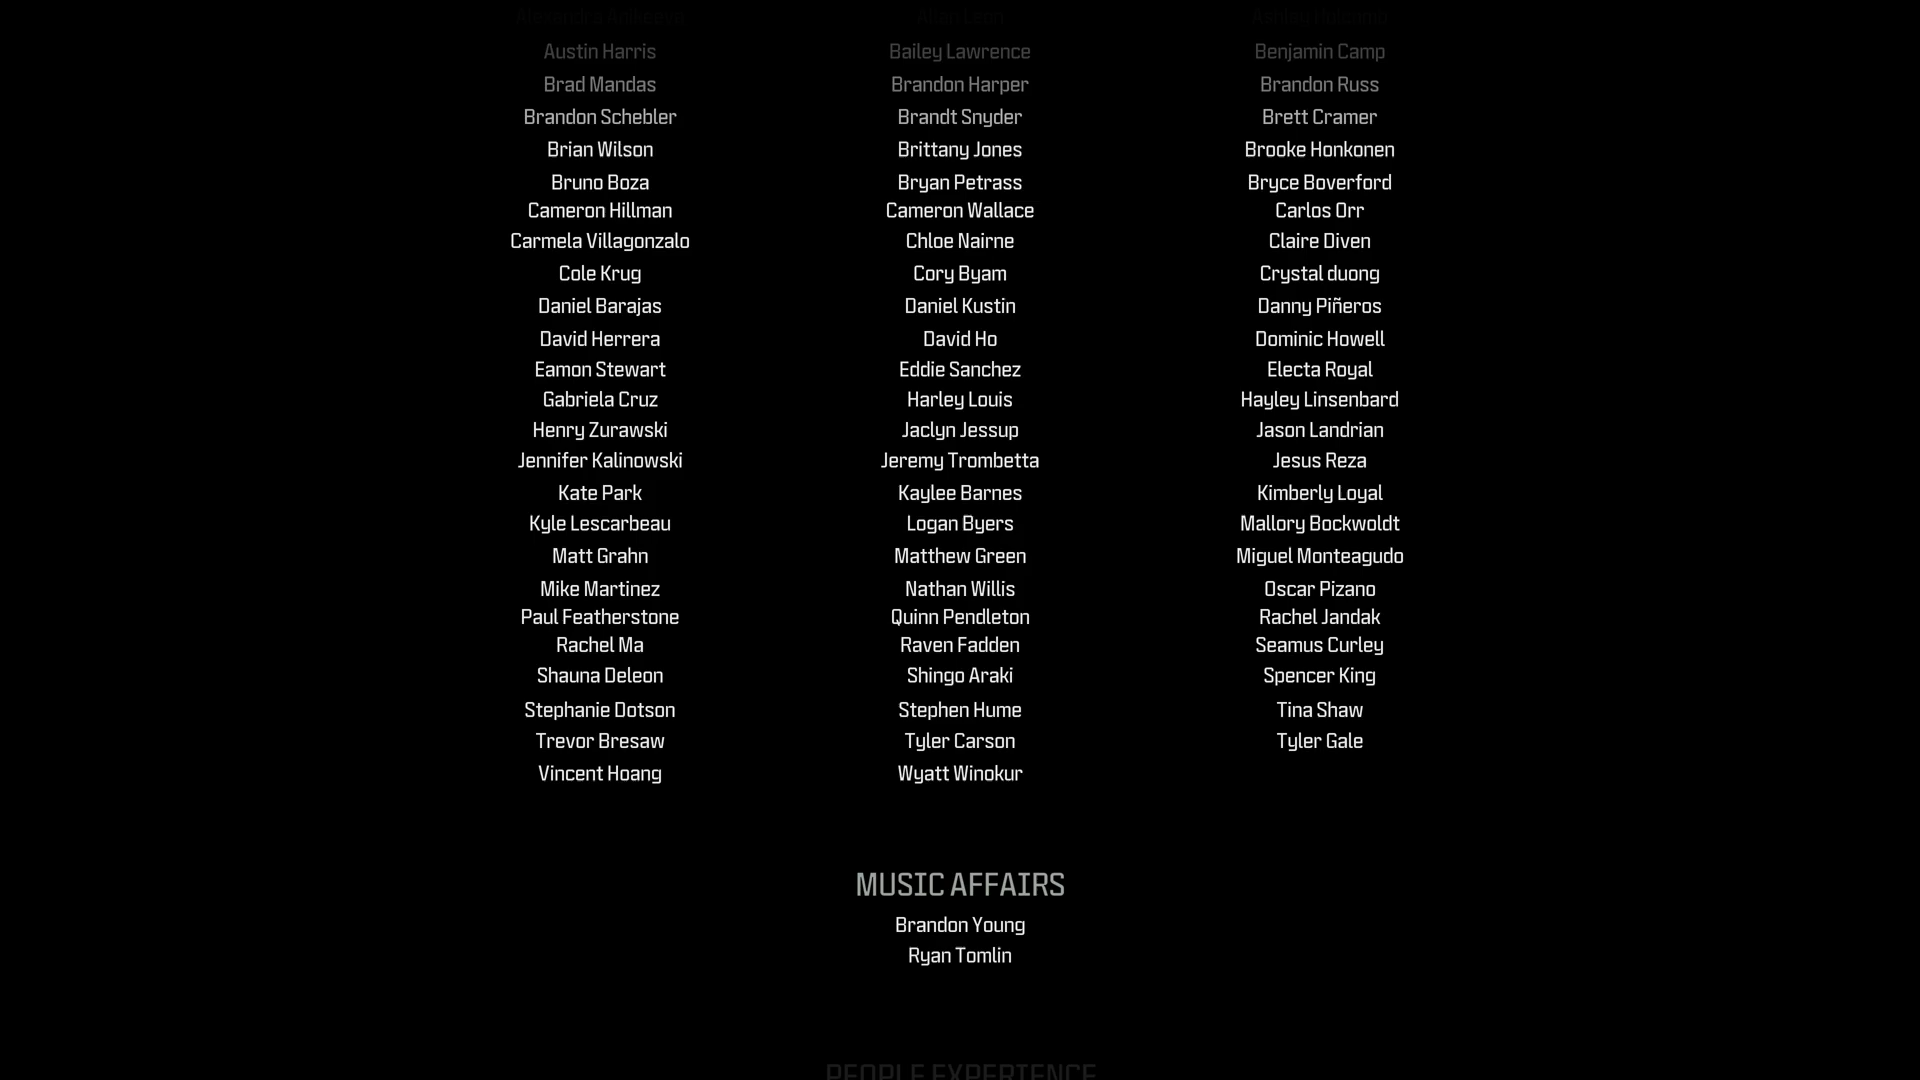 Austin Harris Bailey Lawrence Benjamin Camp
Brad Mandas Brandon Harper Brandon Russ
Brandon Schebler Brandt Snyder Brett Cramer
Brian Wilson Brittany Jones Brooke Honkonen
Bruno Boza Bryan Petrass Bryce Boverford
Cameron Hillman Cameron Wallace Carlos Orr
Carmela Villagonzalo Chloe Nairne Claire Diven
Cole Krug Cory Byam Crystal duong
Daniel Barajas Daniel Kustin Danny Piñeros
David Herrera David Ho Dominic Howell
Eamon Stewart Eddie Sanchez Electa Royal
Gabriela Cruz Harley Louis Hayley Linsenbard
Henry Zurawski Jaclyn Jessup Jason Landrian
Jennifer Kalinowski Jeremy Trombetta Jesus Reza
Kate Park Kaylee Barnes Kimberly Loyal
Kyle Lescarbeau Logan Byers Mallory Bockwoldt
Matt Grahn Matthew Green Miguel Monteagudo
Mike Martinez Nathan Willis Oscar Pizano
Paul Featherstone Quinn Pendleton Rachel Jandak
Rachel Ma Raven Fadden Seamus Curley
Shauna Deleon Shingo Araki Spencer King
Stephanie Dotson Stephen Hume Tina Shaw
Trevor Bresaw Tyler Carson Tyler Gale
Vincent Hoang Wyatt Winokur
MUSIC AFFAIRS
Brandon Young
Ryan Tomlin
PEOPLE EXPERIENCE